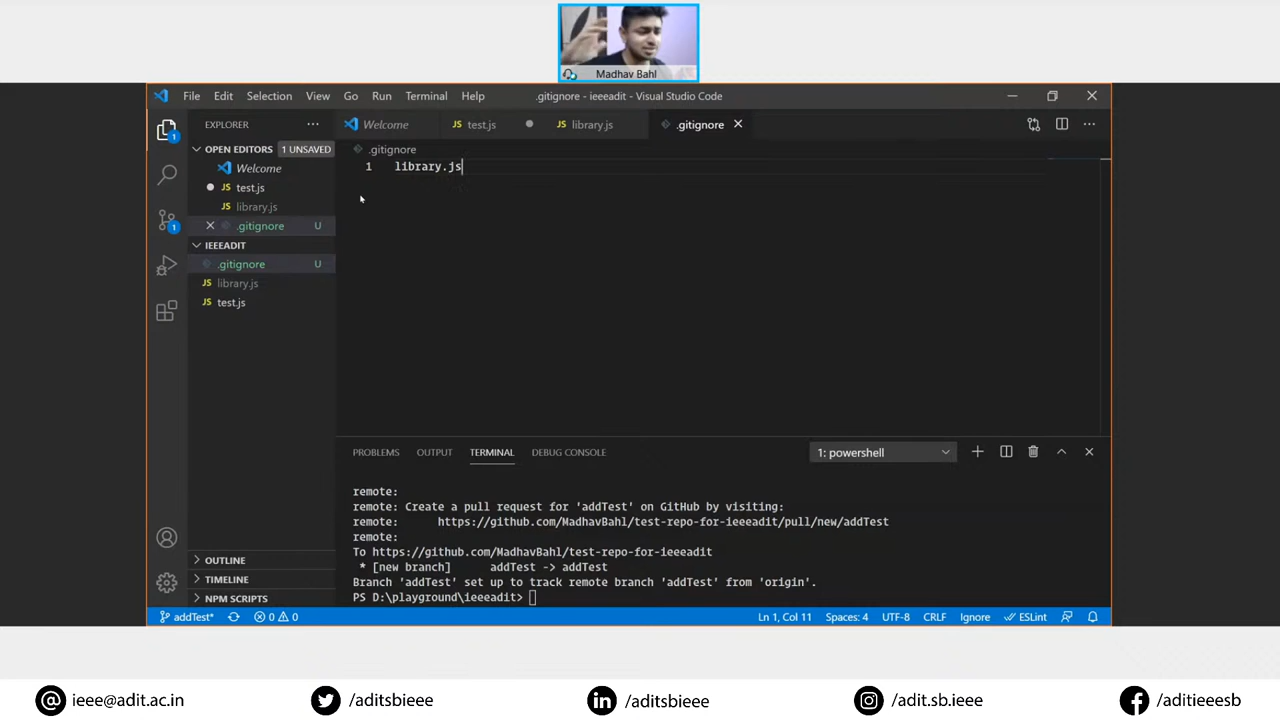 Madhav Bahl
File Edit Selection View Go Run Terminal Help .gitignore - ieeeadit - Visual Studio Code
EXPLORER
Welcome test.js library.js .gitignore
OPEN EDITORS 1 UNSAVED
.gitignore
Welcome
1 library.js
test.js
library.js
.gitignore U
IEEEADIT
.gitignore U
JS library.js
JS test.js
PROBLEMS OUTPUT TERMINAL DEBUG CONSOLE 1: powershell
remote:
remote: Create a pull request for 'addTest' on GitHub by visiting:
remote: https://github.com/MadhavBahl/test-repo-for-ieeeadit/pull/new/addTest
remote:
To https://github.com/MadhavBahl/test-repo-for-ieeeadit
* [new branch] addTest -> addTest
Branch 'addTest' set up to track remote branch 'addTest' from 'origin'.
PS D:\playground\ieeeadit>
OUTLINE
TIMELINE
NPM SCRIPTS
addTest* 0 0 Ln 1, Col 11 Spaces: 4 UTF-8 CRLF Ignore ESLint
ieee@adit.ac.in /aditsbieee /aditsbieee /adit.sb.ieee /aditieeesb